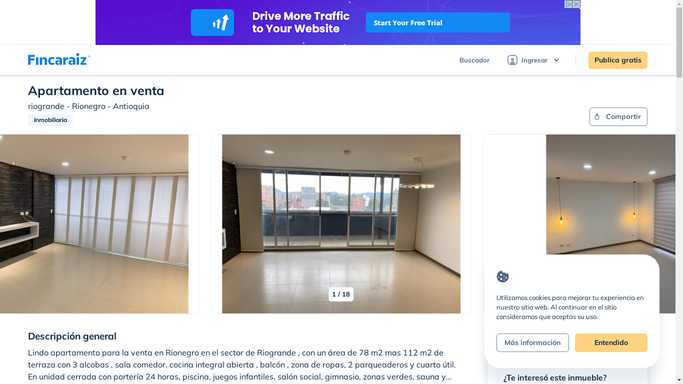 Drive More Traffic
to Your Website
Start Your Free Trial
Fincaraiz
Buscador
Ingresar
Publica gratis
Apartamento en venta
riogrande - Rionegro - Antioquia
Inmobiliaria
Compartir
1 / 18
Utilizamos cookies para mejorar tu experiencia en
nuestro sitio web. Al continuar en el sitio
consideramos que aceptas su uso.
Más información
Entendido
Descripción general
Lindo apartamento para la venta en Rionegro en el sector de Riogrande , con un área de 78 m2 mas 112 m2 de
terraza con 3 alcobas , sala comedor, cocina integral abierta , balcón , zona de ropas, 2 parqueaderos y cuarto útil.
En unidad cerrada con portería 24 horas, piscina, juegos infantiles, salón social, gimnasio, zonas verdes, sauna y...
¿Te interesó este inmueble?